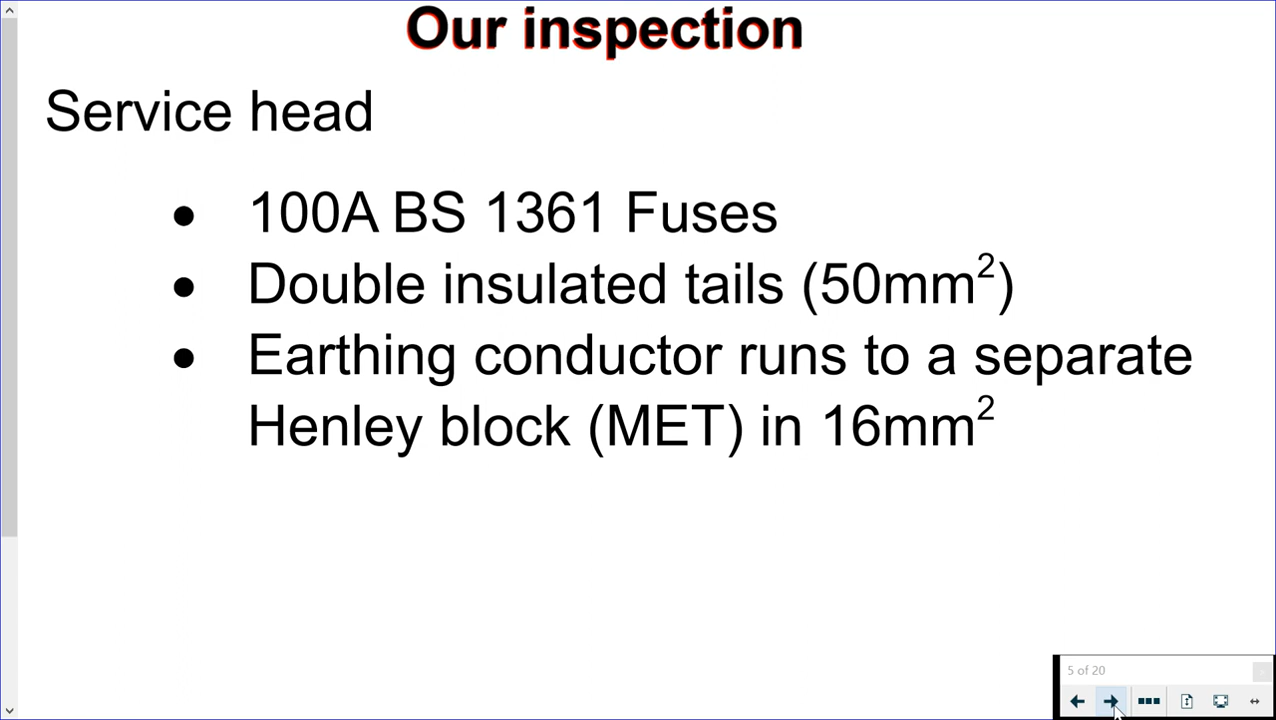 Our inspection
Service head
• 100A BS 1361 Fuses
• Double insulated tails (50mm²)
• Earthing conductor runs to a separate
Henley block (MET) in 16mm²
5 of 20